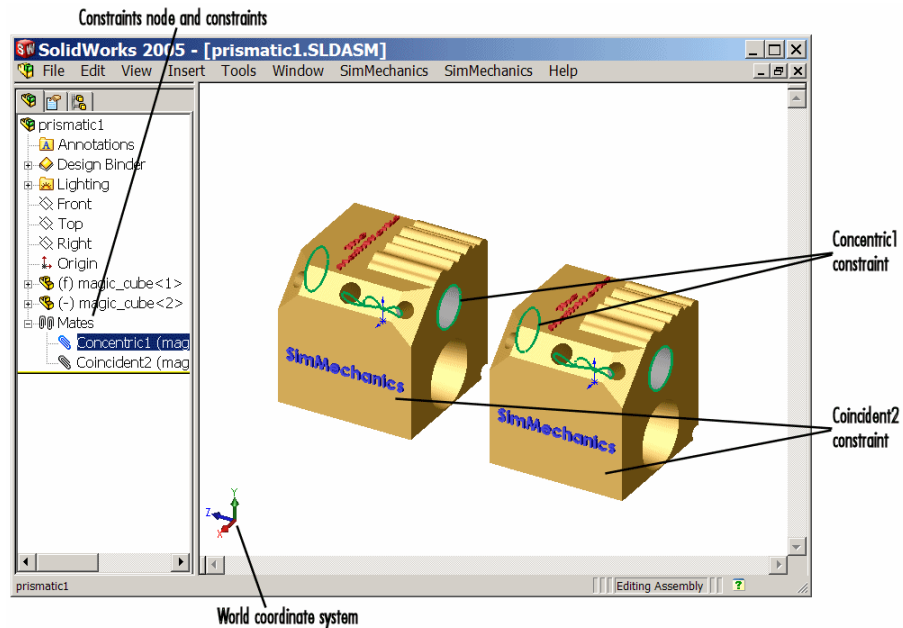 Constraints node and constraints
SolidWorks 2005 - [prismatic1.SLDASM]
File Edit View Insert Tools Window SimMechanics SimMechanics Help
prismatic1
Annotations
Design Binder
Lighting
Front
Top
Right
Origin
(f) magic_cube<1>
(-) magic_cube<2>
Mates
Concentric1 (mag
Coincident2 (mag
SimMechanics
SimMechanics
Concentric1
constraint
Coincident2
constraint
Y
Z
X
prismatic1
Editing Assembly
?
World coordinate system